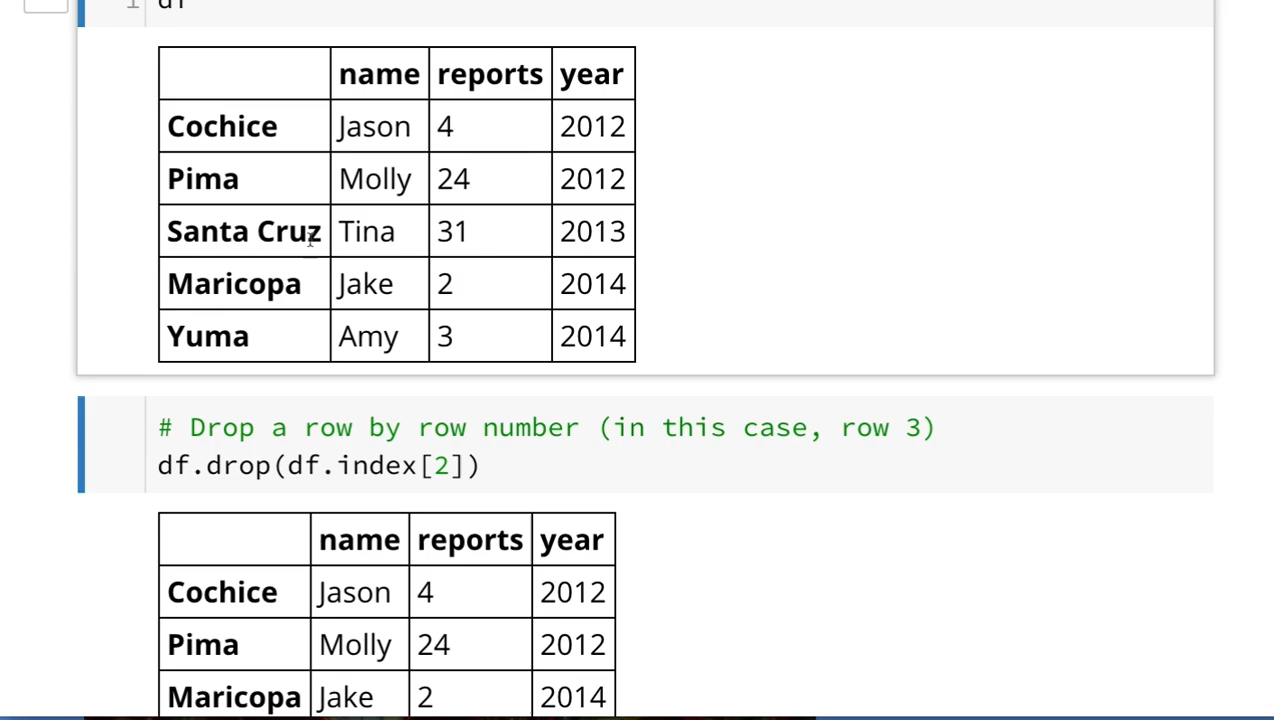 1 df
name reports year
Cochice Jason 4 2012
Pima Molly 24 2012
Santa Cruz Tina 31 2013
Maricopa Jake 2 2014
Yuma Amy 3 2014
# Drop a row by row number (in this case, row 3)
df.drop(df.index[2])
name reports year
Cochice Jason 4 2012
Pima Molly 24 2012
Maricopa Jake 2 2014